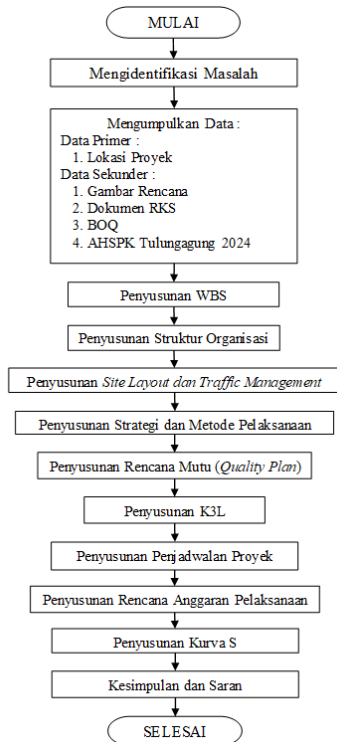 MULAI
Mengidentifikasi Masalah
Mengumpulkan Data :
Data Primer :
1. Lokasi Proyek
Data Sekunder :
1. Gambar Rencana
2. Dokumen RKS
3. BOQ
4. AHSPK Tulungagung 2024
Penyusunan WBS
Penyusunan Struktur Organisasi
Penyusunan Site Layout dan Traffic Management
Penyusunan Strategi dan Metode Pelaksanaan
Penyusunan Rencana Mutu (Quality Plan)
Penyusunan K3L
Penyusunan Penjadwalan Proyek
Penyusunan Rencana Anggaran Pelaksanaan
Penyusunan Kurva S
Kesimpulan dan Saran
SELESAI